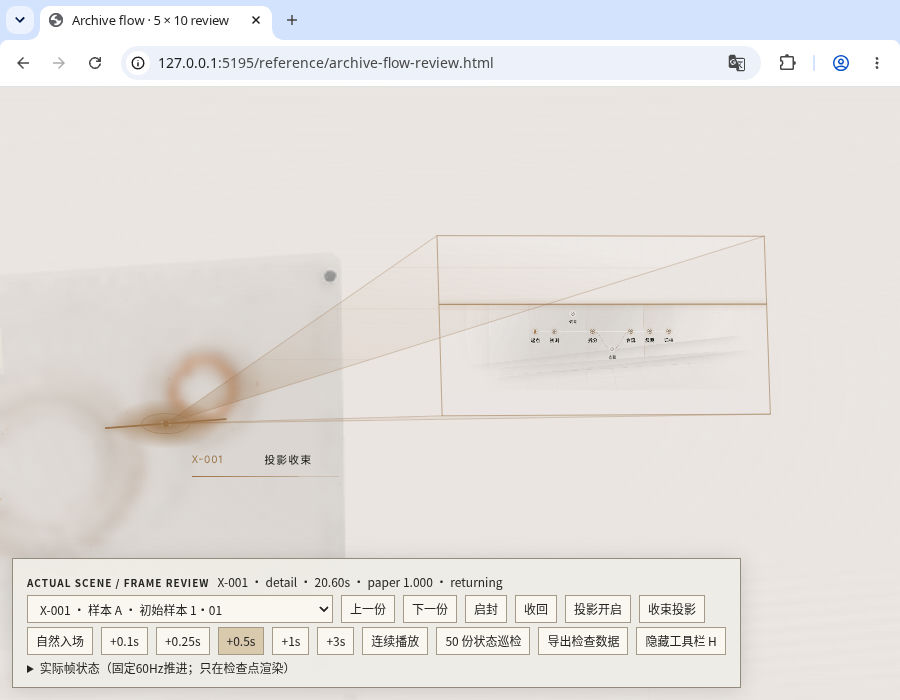 Archive flow · 5 × 10 review
127.0.0.1:5195/reference/archive-flow-review.html
X-001 投影收束
ACTUAL SCENE / FRAME REVIEW X-001 · detail · 20.60s · paper 1.000 · returning
X-001 · 样本 A · 初始样本 1 · 01 上一份 下一份 启封 收回 投影开启 收束投影
自然入场 +0.1s +0.25s +0.5s +1s +3s 连续播放 50 份状态巡检 导出检查数据 隐藏工具栏 H
▶ 实际帧状态（固定60Hz推进；只在检查点渲染）